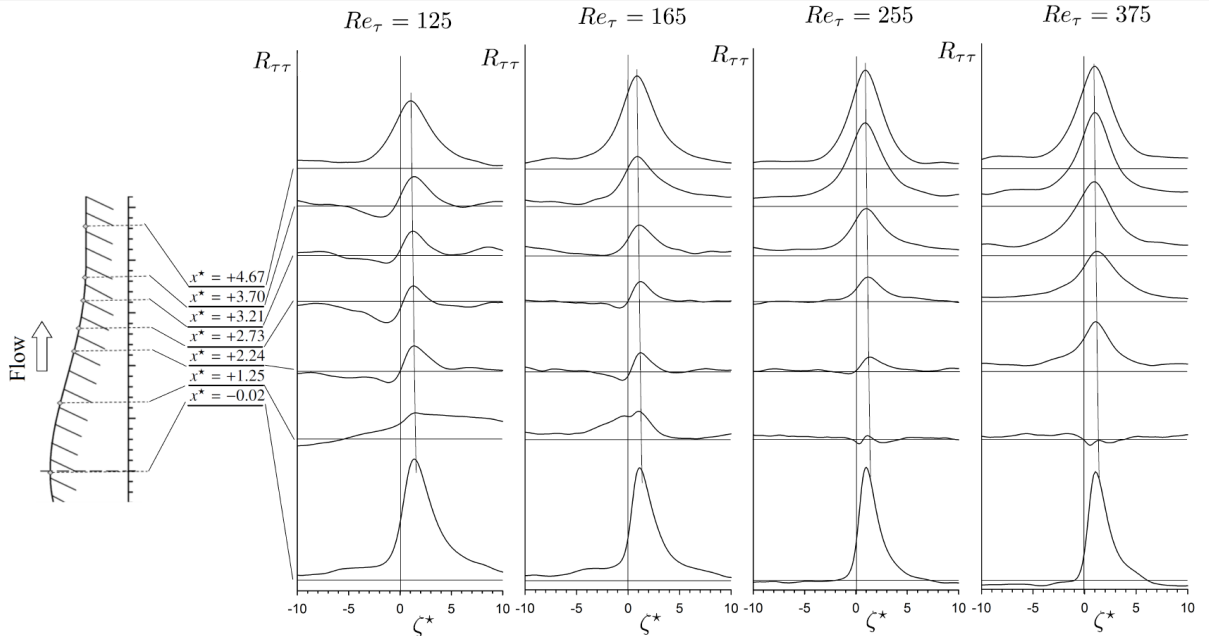 Re_τ = 125
Re_τ = 165
Re_τ = 255
Re_τ = 375
R_ττ
R_ττ
R_ττ
R_ττ
Flow
x⋆ = +4.67
x⋆ = +3.70
x⋆ = +3.21
x⋆ = +2.73
x⋆ = +2.24
x⋆ = +1.25
x⋆ = −0.02
-10 -5 0 5 10
-10 -5 0 5 10
-10 -5 0 5 10
-10 -5 0 5 10
ζ⋆
ζ⋆
ζ⋆
ζ⋆